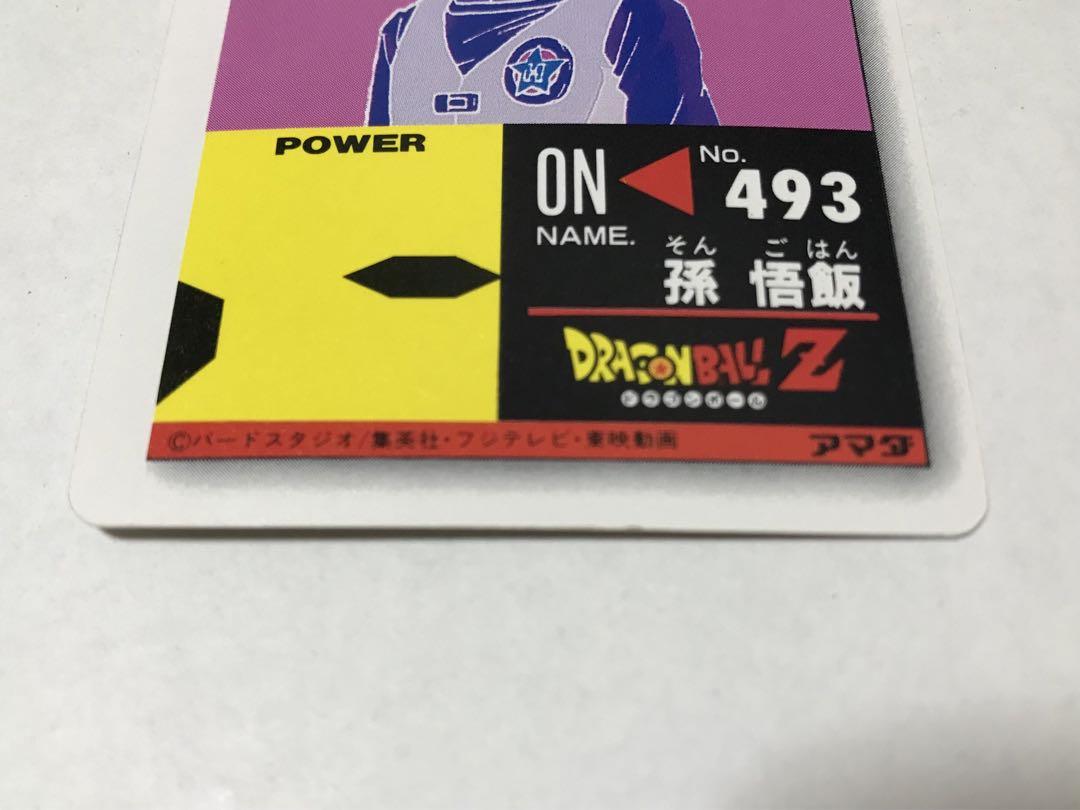 H
POWER
ON
No.
493
NAME.
そん ご はん
孫 悟飯
DRAGONBALL Z
ドラゴンボール
©バードスタジオ/集英社・フジテレビ・東映動画
アマダ